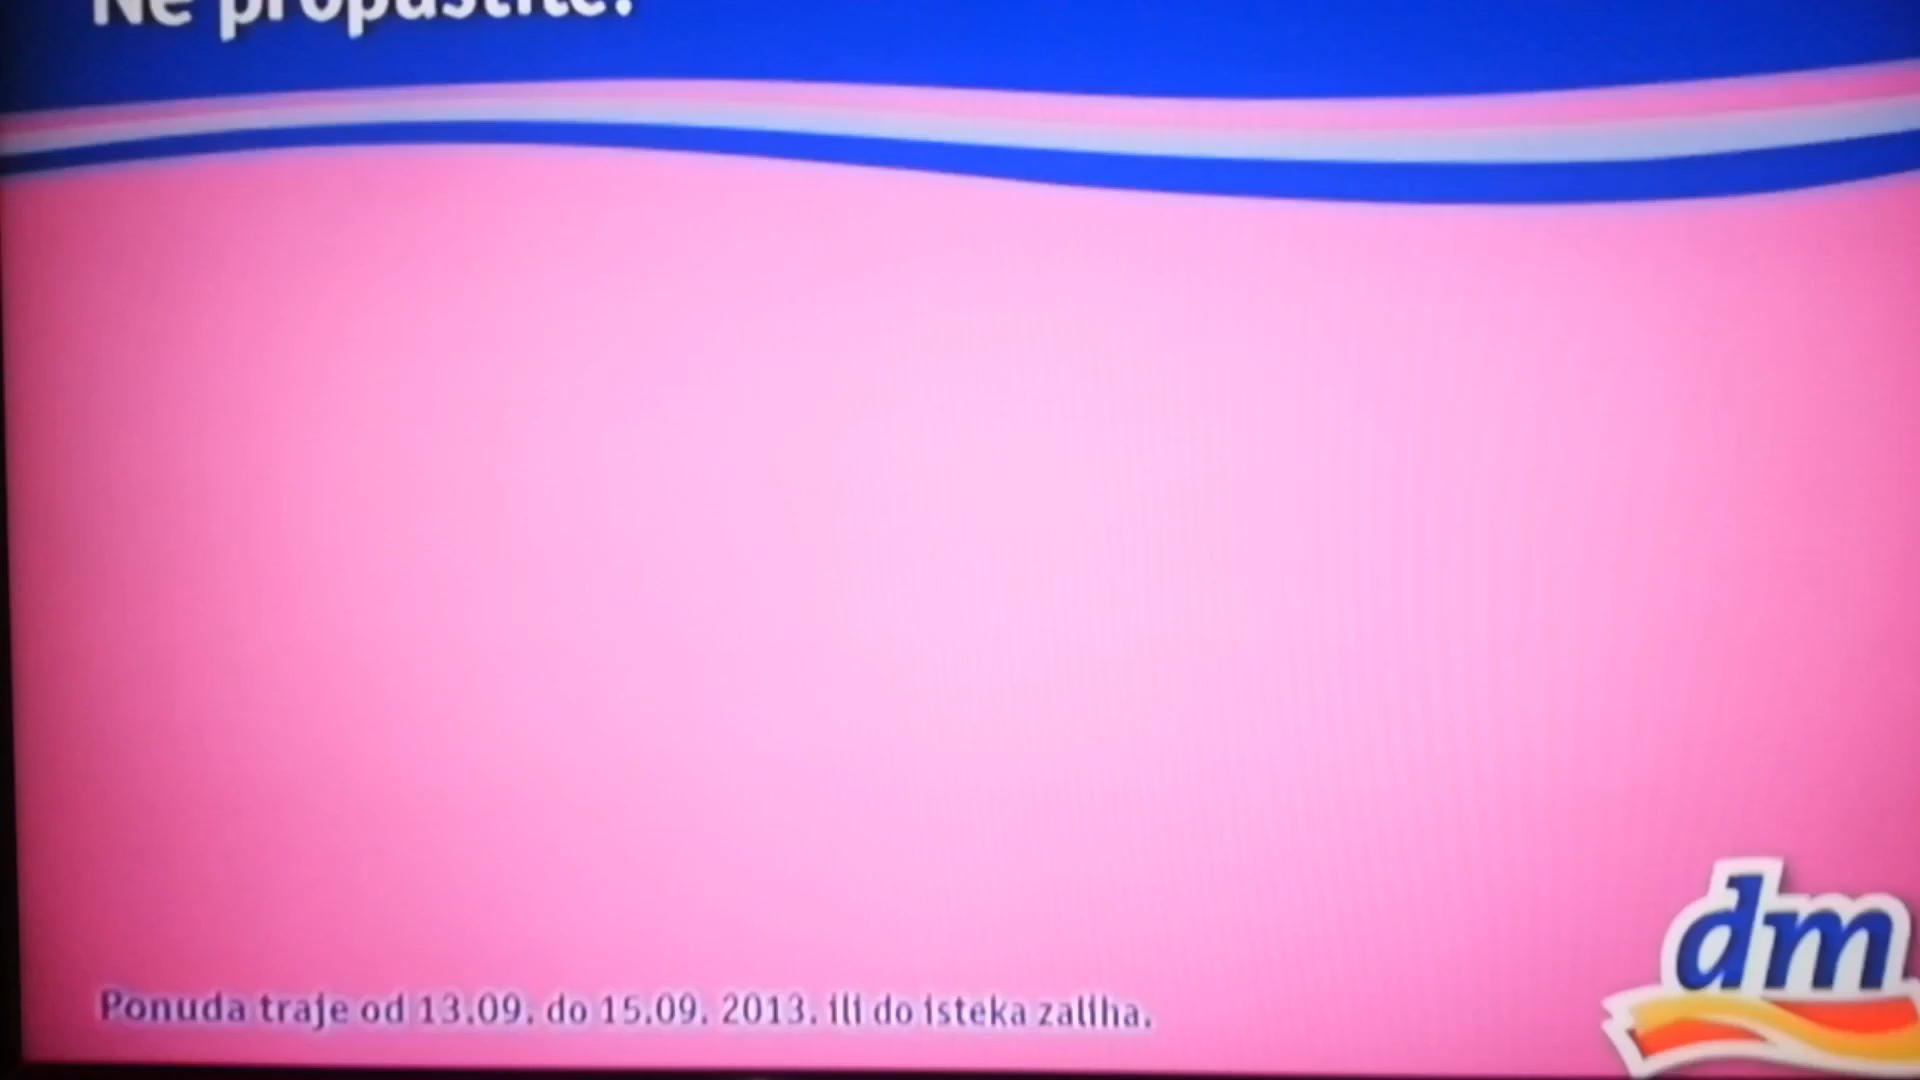 Ne propustite!
Ponuda traje od 13.09. do 15.09. 2013. ili do isteka zaliha.
dm